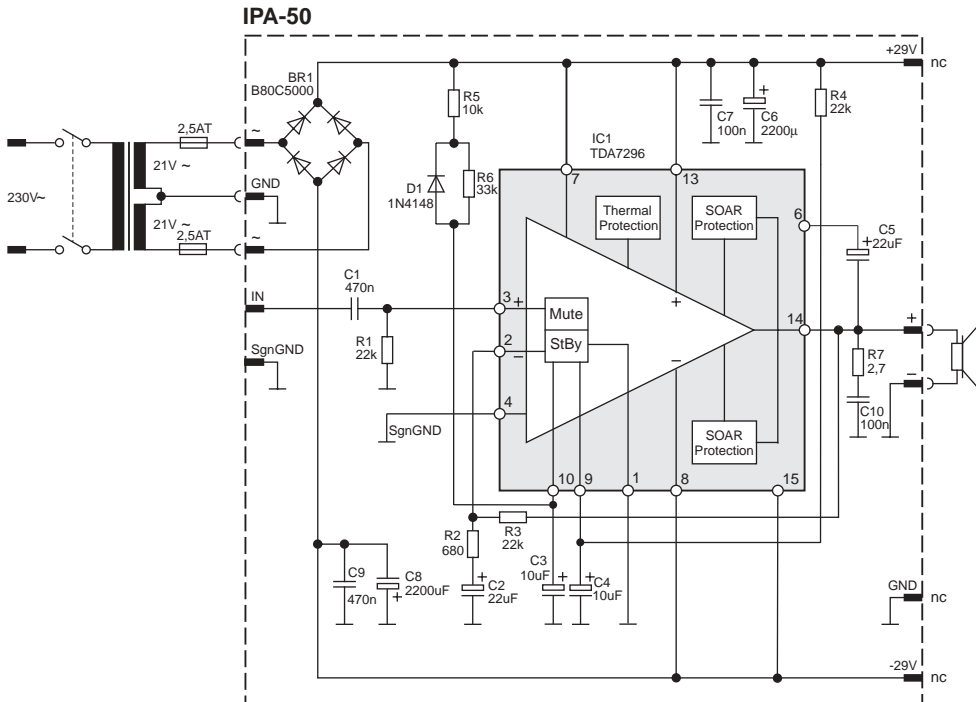 IPA-50
+29V
nc
BR1
B80C5000
R5
10k
C7
100n
+
C6
2200µ
R4
22k
2,5AT
~
21V ~
GND
230V~
21V ~
2,5AT
~
D1
1N4148
R6
33k
IC1
TDA7296
7
13
Thermal
Protection
SOAR
Protection
6
+
C5
22uF
C1
470n
IN
3
+
Mute
+
14
+
R1
22k
2
–
StBy
–
R7
2,7
–
SgnGND
4
SgnGND
C10
100n
SOAR
Protection
10
9
1
8
15
R2
680
R3
22k
C9
470n
C8
2200uF
+
+
C2
22uF
C3
10uF
+
+
C4
10uF
GND
nc
-29V
nc